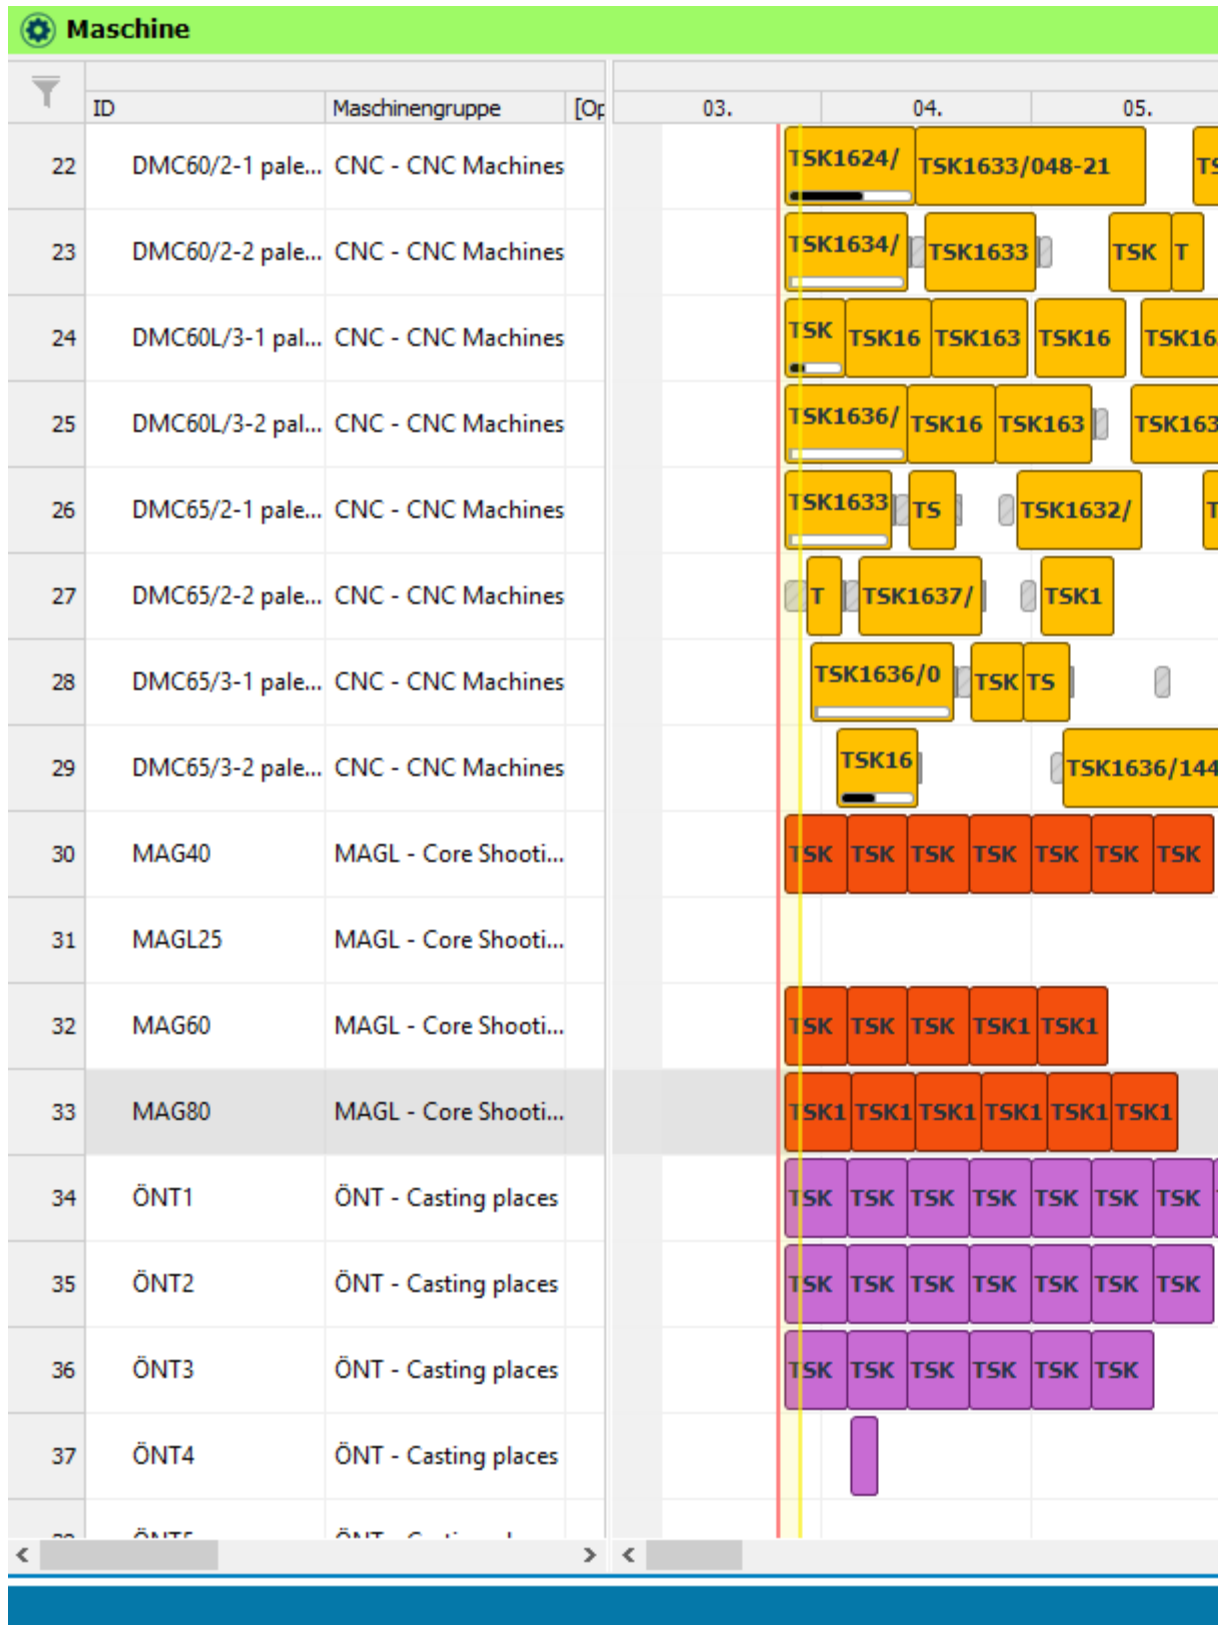 Maschine
ID Maschinengruppe [Op 03. 04. 05.
22 DMC60/2-1 pale... CNC - CNC Machines TSK1624/ TSK1633/048-21 TS
23 DMC60/2-2 pale... CNC - CNC Machines TSK1634/ TSK1633 TSK T
24 DMC60L/3-1 pal... CNC - CNC Machines TSK TSK16 TSK163 TSK16 TSK16
25 DMC60L/3-2 pal... CNC - CNC Machines TSK1636/ TSK16 TSK163 TSK163
26 DMC65/2-1 pale... CNC - CNC Machines TSK1633 TS TSK1632/ T
27 DMC65/2-2 pale... CNC - CNC Machines T TSK1637/ TSK1
28 DMC65/3-1 pale... CNC - CNC Machines TSK1636/0 TSK TS
29 DMC65/3-2 pale... CNC - CNC Machines TSK16 TSK1636/144
30 MAG40 MAGL - Core Shooti... TSK TSK TSK TSK TSK TSK TSK
31 MAGL25 MAGL - Core Shooti...
32 MAG60 MAGL - Core Shooti... TSK TSK TSK TSK1 TSK1
33 MAG80 MAGL - Core Shooti... TSK1 TSK1 TSK1 TSK1 TSK1 TSK1
34 ÖNT1 ÖNT - Casting places TSK TSK TSK TSK TSK TSK TSK
35 ÖNT2 ÖNT - Casting places TSK TSK TSK TSK TSK TSK TSK
36 ÖNT3 ÖNT - Casting places TSK TSK TSK TSK TSK TSK
37 ÖNT4 ÖNT - Casting places